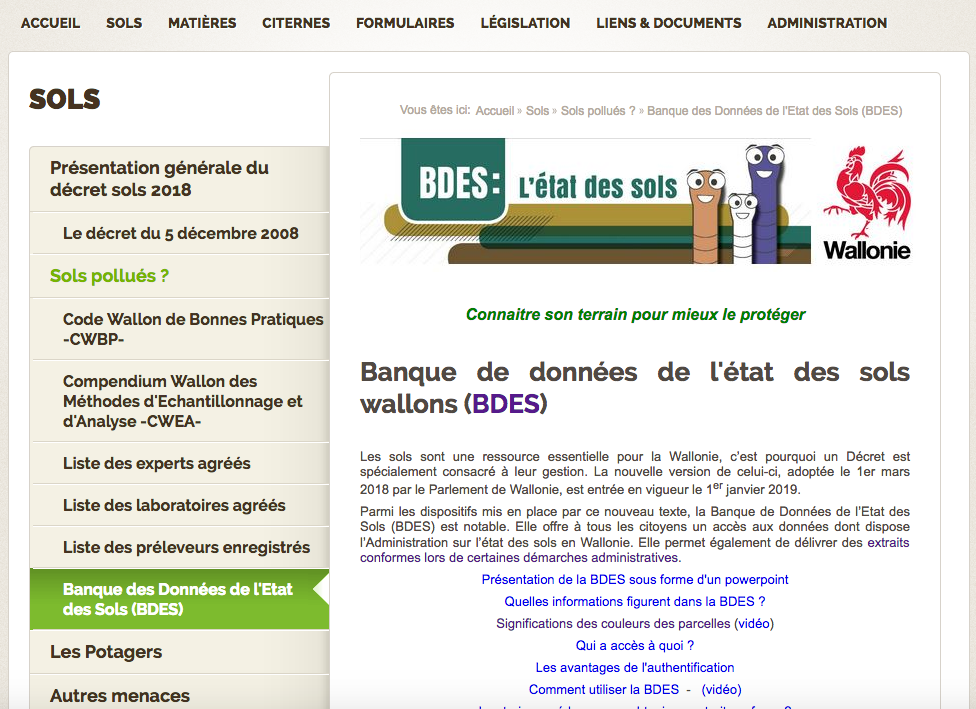 ACCUEIL SOLS MATIÈRES CITERNES FORMULAIRES LÉGISLATION LIENS & DOCUMENTS ADMINISTRATION
SOLS
Présentation générale du
décret sols 2018
Le décret du 5 décembre 2008
Sols pollués ?
Code Wallon de Bonnes Pratiques
-CWBP-
Compendium Wallon des
Méthodes d'Echantillonnage et
d'Analyse -CWEA-
Liste des experts agréés
Liste des laboratoires agréés
Liste des préleveurs enregistrés
Banque des Données de l'Etat
des Sols (BDES)
Les Potagers
Autres menaces
Vous êtes ici: Accueil » Sols » Sols pollués ? » Banque des Données de l'Etat des Sols (BDES)
BDES: L'état des sols
Wallonie
Connaitre son terrain pour mieux le protéger
Banque de données de l'état des sols
wallons (BDES)
Les sols sont une ressource essentielle pour la Wallonie, c’est pourquoi un Décret est
spécialement consacré à leur gestion. La nouvelle version de celui-ci, adoptée le 1er mars
2018 par le Parlement de Wallonie, est entrée en vigueur le 1er janvier 2019.
Parmi les dispositifs mis en place par ce nouveau texte, la Banque de Données de l’Etat des
Sols (BDES) est notable. Elle offre à tous les citoyens un accès aux données dont dispose
l’Administration sur l’état des sols en Wallonie. Elle permet également de délivrer des extraits
conformes lors de certaines démarches administratives.
Présentation de la BDES sous forme d'un powerpoint
Quelles informations figurent dans la BDES ?
Significations des couleurs des parcelles (vidéo)
Qui a accès à quoi ?
Les avantages de l'authentification
Comment utiliser la BDES - (vidéo)